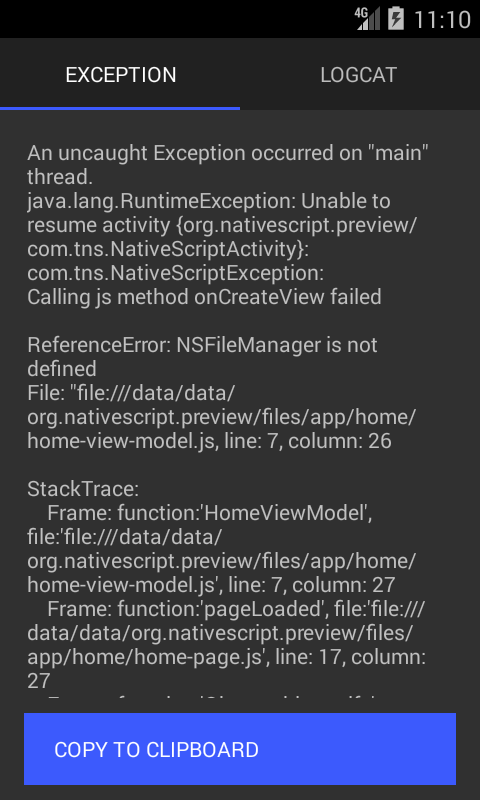 4G 11:10
EXCEPTION LOGCAT
An uncaught Exception occurred on "main"
thread.
java.lang.RuntimeException: Unable to
resume activity {org.nativescript.preview/
com.tns.NativeScriptActivity}:
com.tns.NativeScriptException:
Calling js method onCreateView failed
ReferenceError: NSFileManager is not
defined
File: "file:///data/data/
org.nativescript.preview/files/app/home/
home-view-model.js, line: 7, column: 26
StackTrace:
Frame: function:'HomeViewModel',
file:'file:///data/data/
org.nativescript.preview/files/app/home/
home-view-model.js', line: 7, column: 27
Frame: function:'pageLoaded', file:'file:///
data/data/org.nativescript.preview/files/
app/home/home-page.js', line: 17, column:
27
COPY TO CLIPBOARD